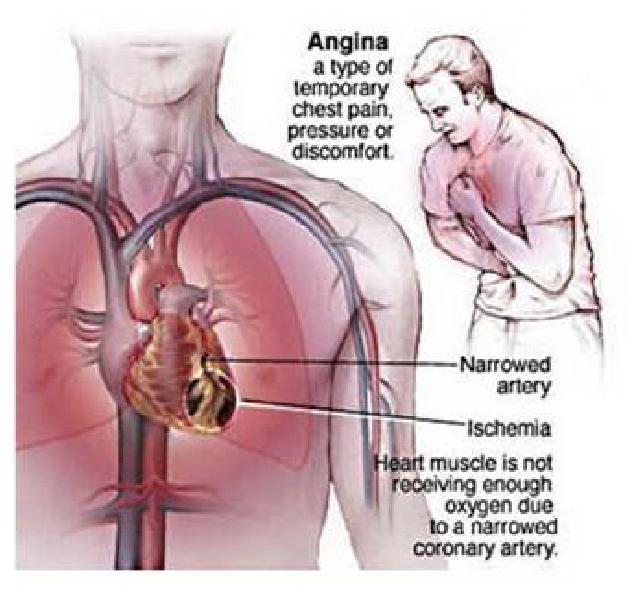 Angina
a type of
temporary
chest pain,
pressure or
discomfort.
Narrowed
artery
Ischemia
Heart muscle is not
receiving enough
oxygen due
to a narrowed
coronary artery.